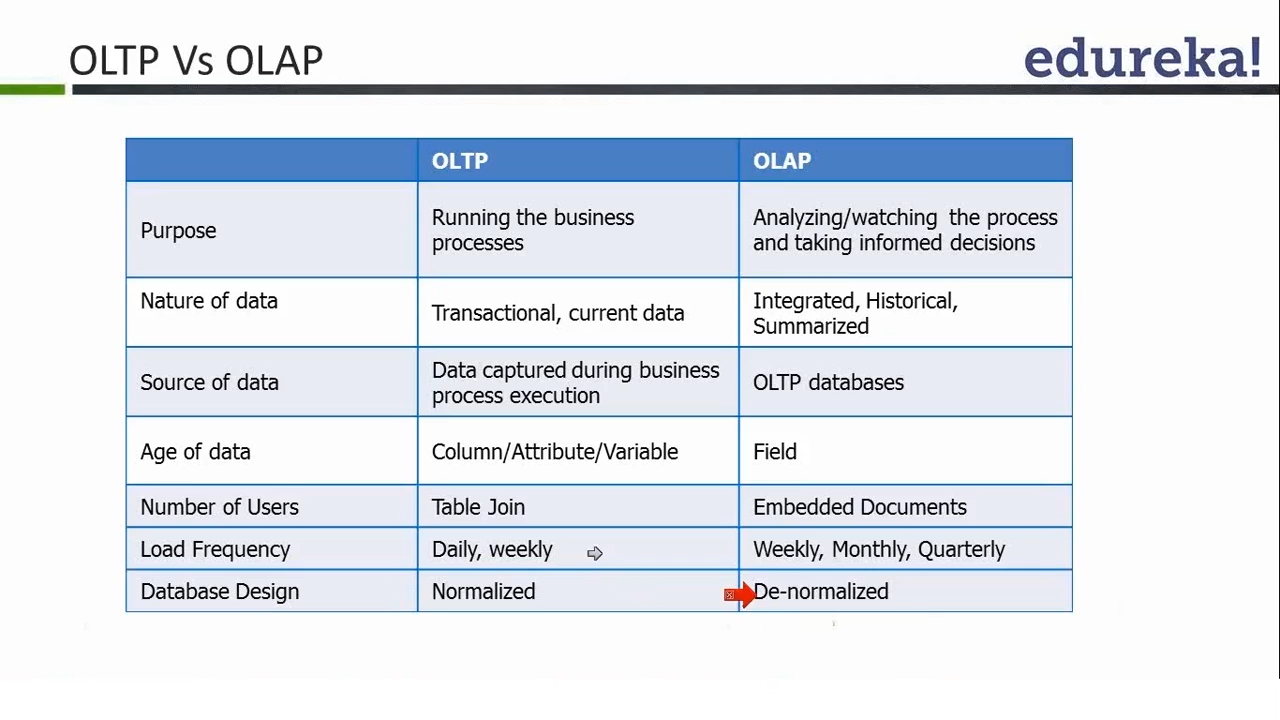 OLTP Vs OLAP
edureka!
OLTP
OLAP
Purpose
Running the business
processes
Analyzing/watching the process
and taking informed decisions
Nature of data
Transactional, current data
Integrated, Historical,
Summarized
Source of data
Data captured during business
process execution
OLTP databases
Age of data
Column/Attribute/Variable
Field
Number of Users
Table Join
Embedded Documents
Load Frequency
Daily, weekly
Weekly, Monthly, Quarterly
Database Design
Normalized
De-normalized